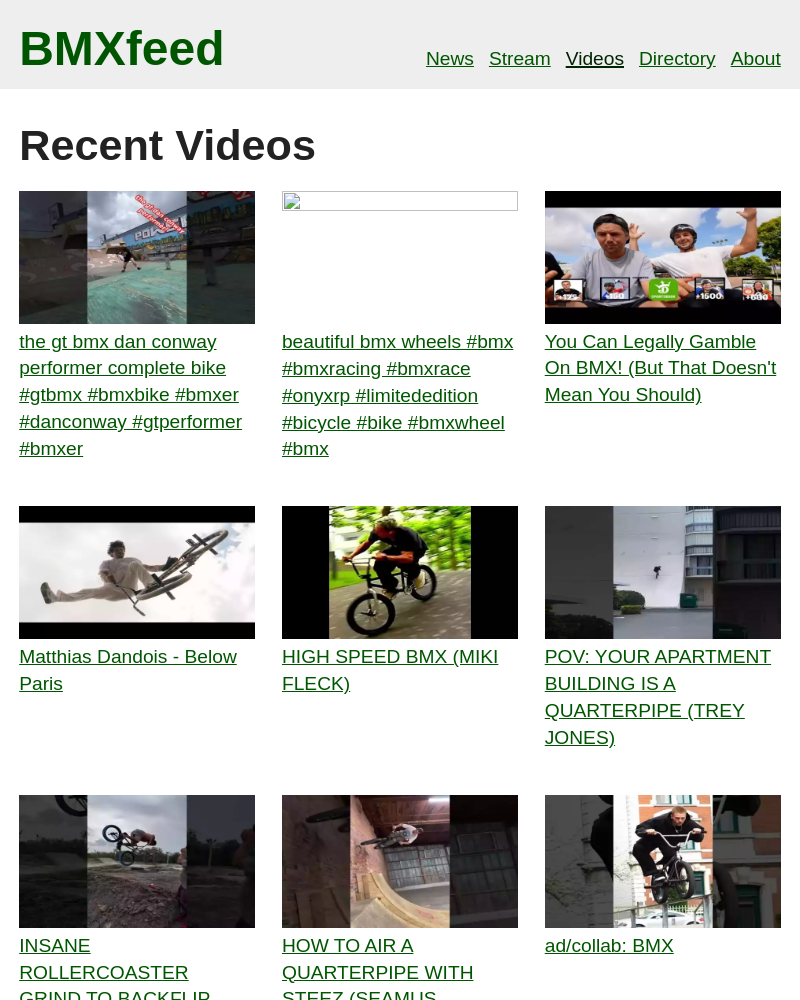 BMXfeed
News Stream Videos Directory About
Recent Videos
the gt bmx dan conway
performer complete bike
#gtbmx #bmxbike #bmxer
#danconway #gtperformer
#bmxer
beautiful bmx wheels #bmx
#bmxracing #bmxrace
#onyxrp #limitededition
#bicycle #bike #bmxwheel
#bmx
You Can Legally Gamble
On BMX! (But That Doesn't
Mean You Should)
Matthias Dandois - Below
Paris
HIGH SPEED BMX (MIKI
FLECK)
POV: YOUR APARTMENT
BUILDING IS A
QUARTERPIPE (TREY
JONES)
INSANE
ROLLERCOASTER
GRIND TO BACKFLIP
HOW TO AIR A
QUARTERPIPE WITH
STEEZ (SEAMUS
ad/collab: BMX